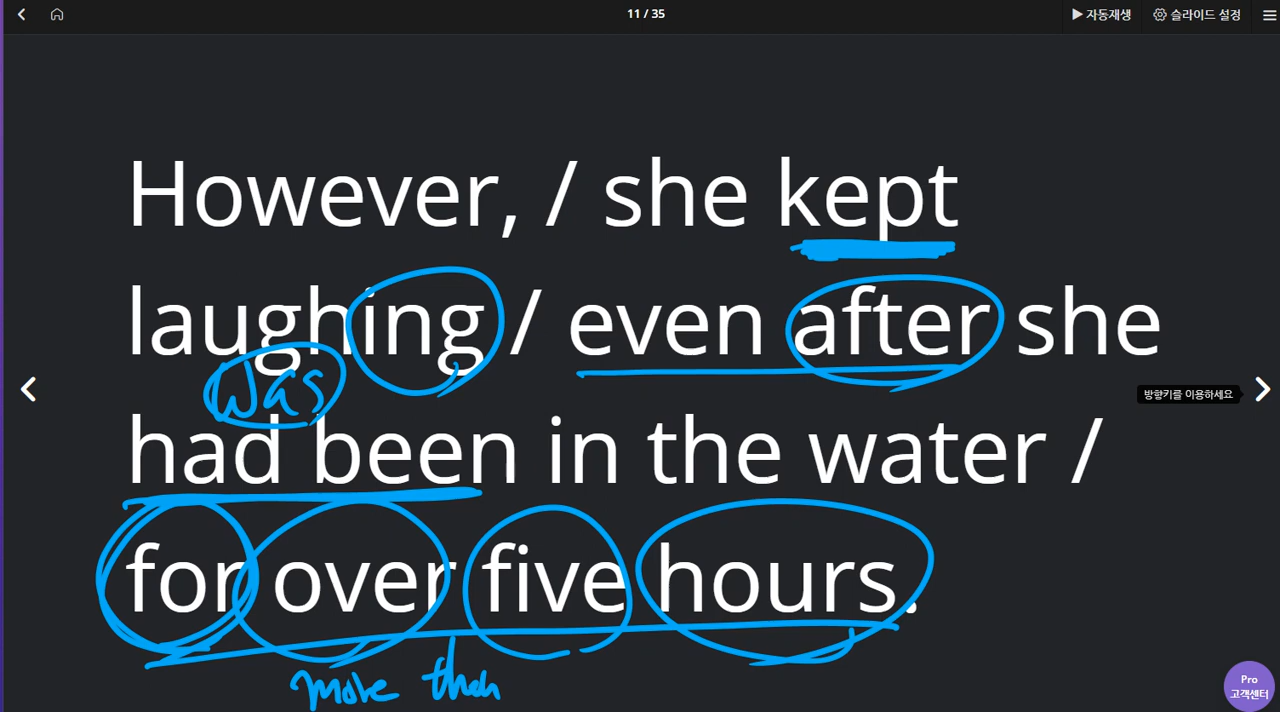 11 / 35
▶ 자동재생
슬라이드 설정
However, / she kept
laughing / even after she
was
had been in the water /
방향키를 이용하세요
for over five hours.
more than
Pro
고객센터